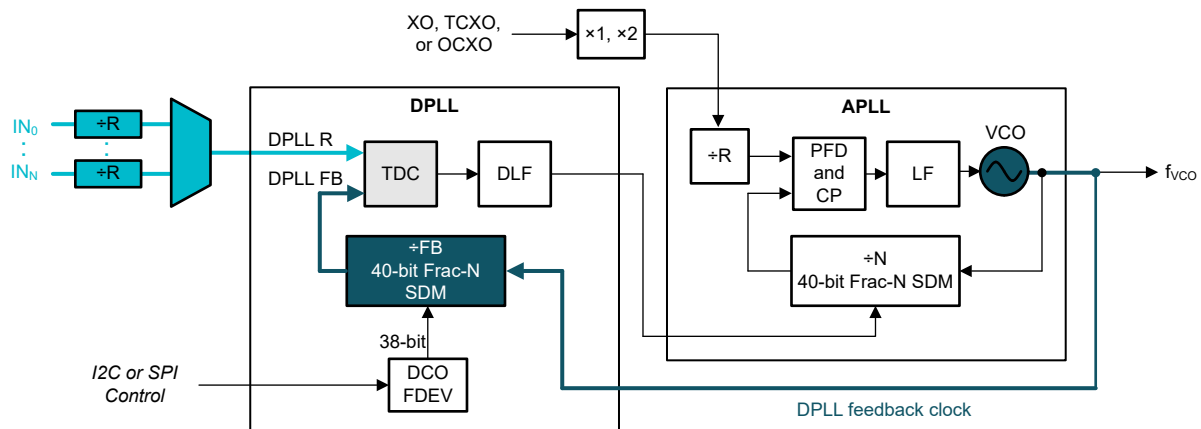 XO, TCXO,
or OCXO
×1, ×2
DPLL
APLL
IN0
⋮
INN
÷R
⋮
÷R
DPLL R
DPLL FB
TDC
DLF
÷R
PFD
and
CP
LF
VCO
fVCO
÷FB
40-bit Frac-N
SDM
÷N
40-bit Frac-N SDM
38-bit
I2C or SPI
Control
DCO
FDEV
DPLL feedback clock